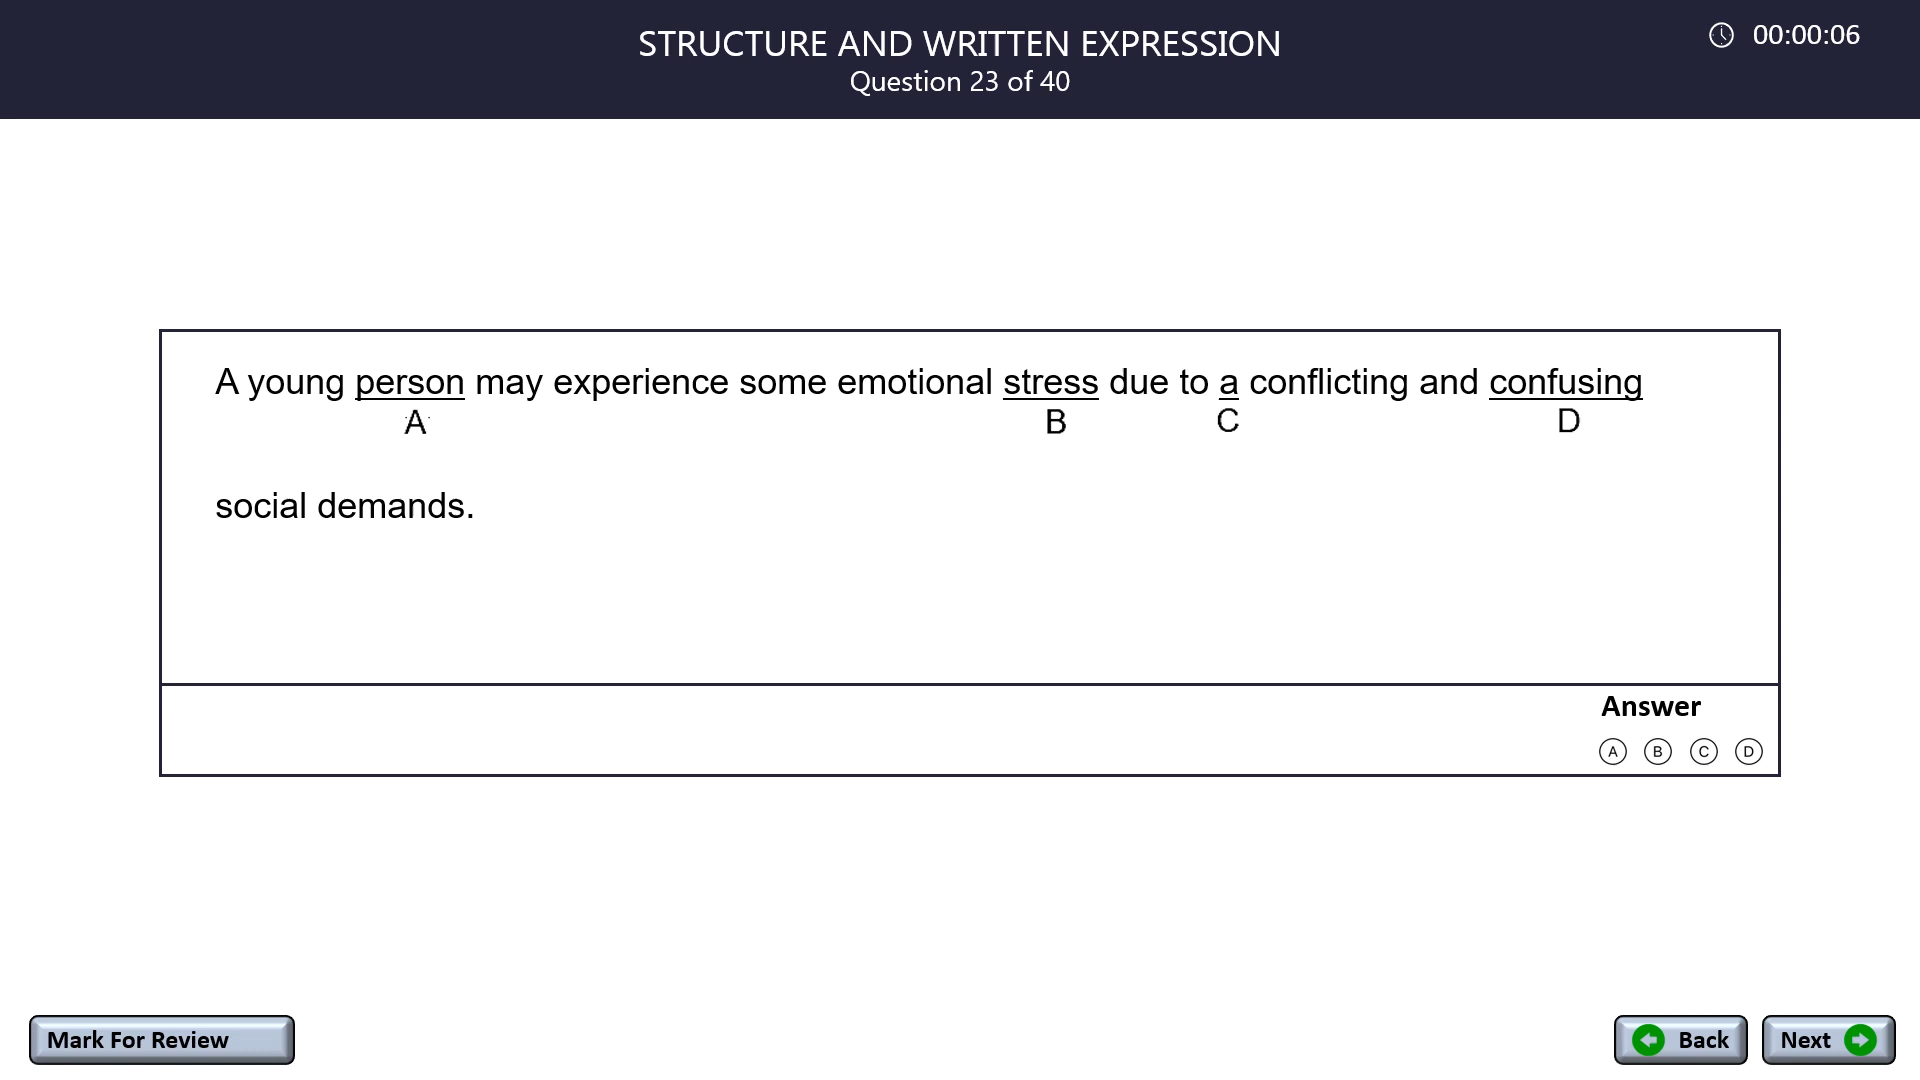 STRUCTURE AND WRITTEN EXPRESSION
00:00:06
Question 23 of 40
A young person may experience some emotional stress due to a conflicting and confusing
A B C D
social demands.
Answer
A B C D
Mark For Review
Back
Next